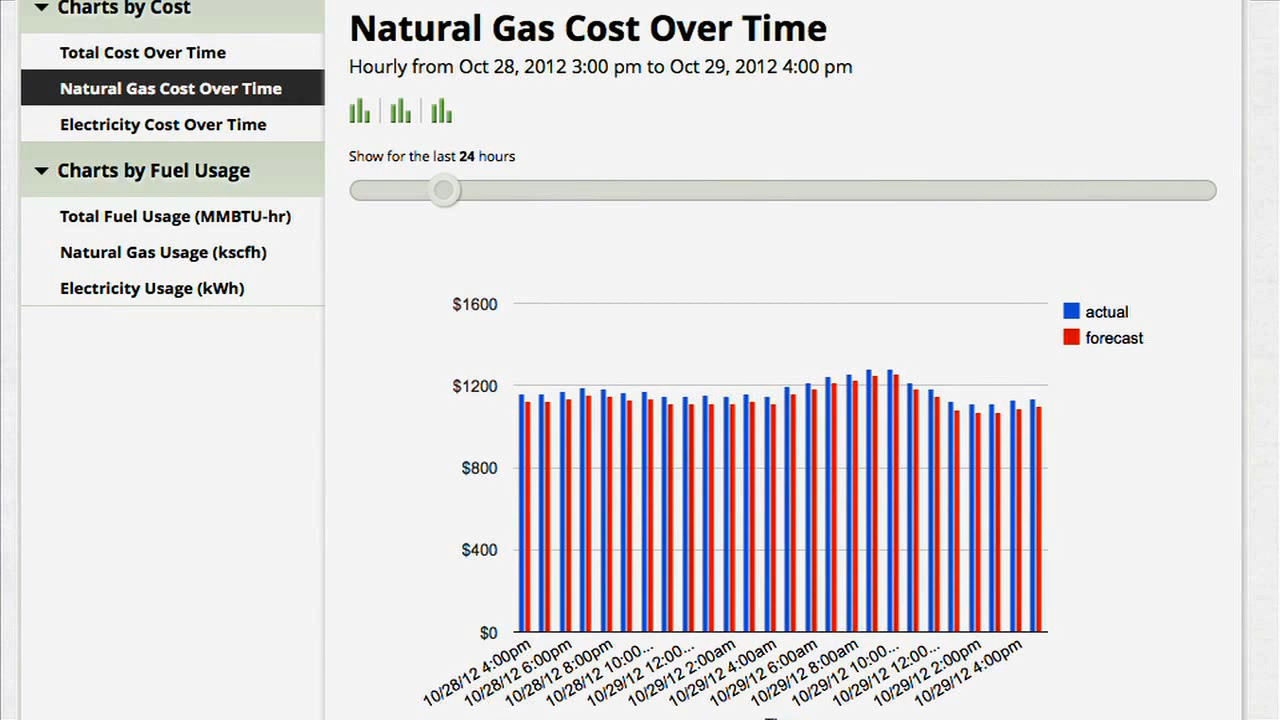 Charts by Cost
Total Cost Over Time
Natural Gas Cost Over Time
Electricity Cost Over Time
Charts by Fuel Usage
Total Fuel Usage (MMBTU-hr)
Natural Gas Usage (kscfh)
Electricity Usage (kWh)
Natural Gas Cost Over Time
Hourly from Oct 28, 2012 3:00 pm to Oct 29, 2012 4:00 pm
Show for the last 24 hours
$1600
$1200
$800
$400
$0
actual
forecast
10/28/12 4:00pm
10/28/12 6:00pm
10/28/12 8:00pm
10/28/12 10:00...
10/29/12 12:00...
10/29/12 2:00am
10/29/12 4:00am
10/29/12 6:00am
10/29/12 8:00am
10/29/12 10:00...
10/29/12 12:00...
10/29/12 2:00pm
10/29/12 4:00pm